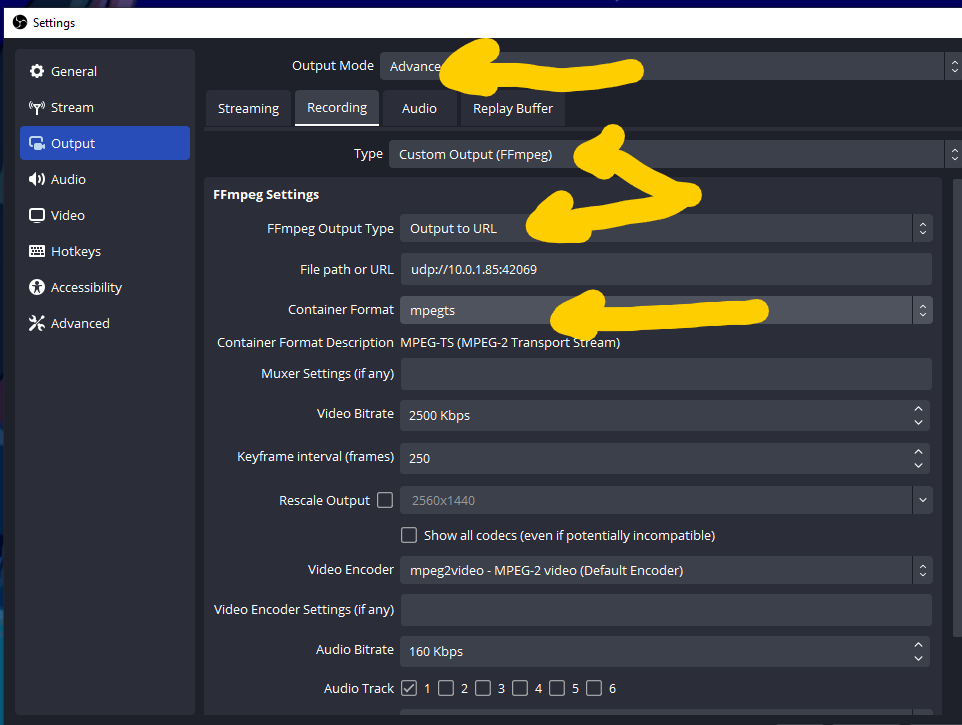 Settings
General
Stream
Output
Audio
Video
Hotkeys
Accessibility
Advanced
Output Mode Advance
Streaming Recording Audio Replay Buffer
Type Custom Output (FFmpeg)
FFmpeg Settings
FFmpeg Output Type Output to URL
File path or URL udp://10.0.1.85:42069
Container Format mpegts
Container Format Description MPEG-TS (MPEG-2 Transport Stream)
Muxer Settings (if any)
Video Bitrate 2500 Kbps
Keyframe interval (frames) 250
Rescale Output 2560x1440
Show all codecs (even if potentially incompatible)
Video Encoder mpeg2video - MPEG-2 video (Default Encoder)
Video Encoder Settings (if any)
Audio Bitrate 160 Kbps
Audio Track 1 2 3 4 5 6